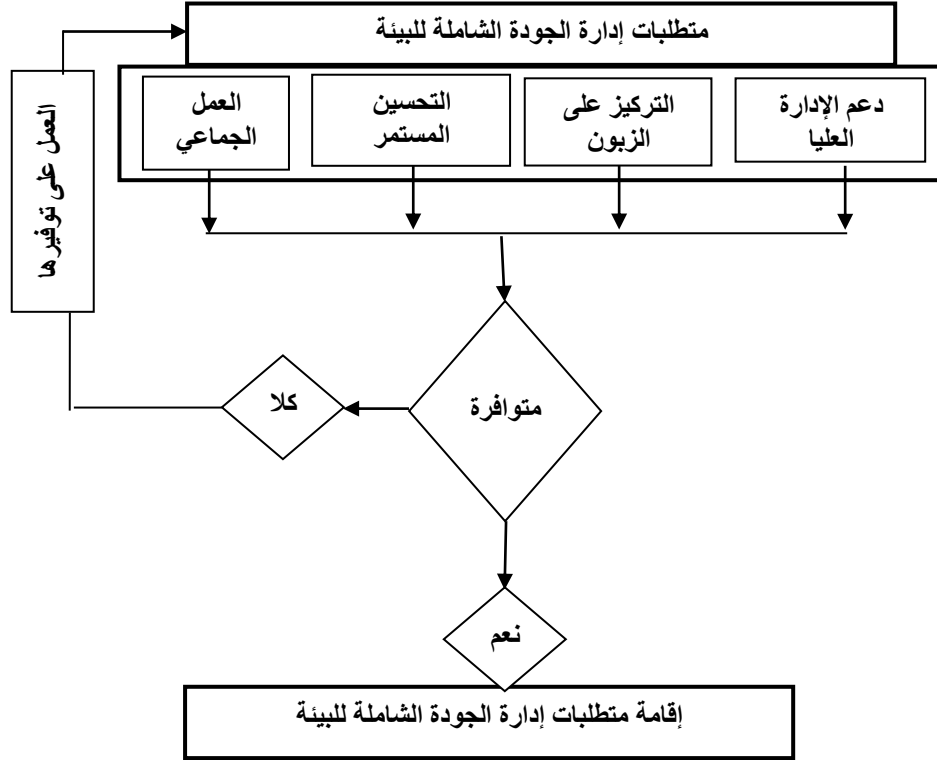 متطلبات إدارة الجودة الشاملة للبيئة
دعم الإدارة
العليا
التركيز على
الزبون
التحسين
المستمر
العمل
الجماعي
العمل على توفيرها
متوافرة
كلا
نعم
إقامة متطلبات إدارة الجودة الشاملة للبيئة